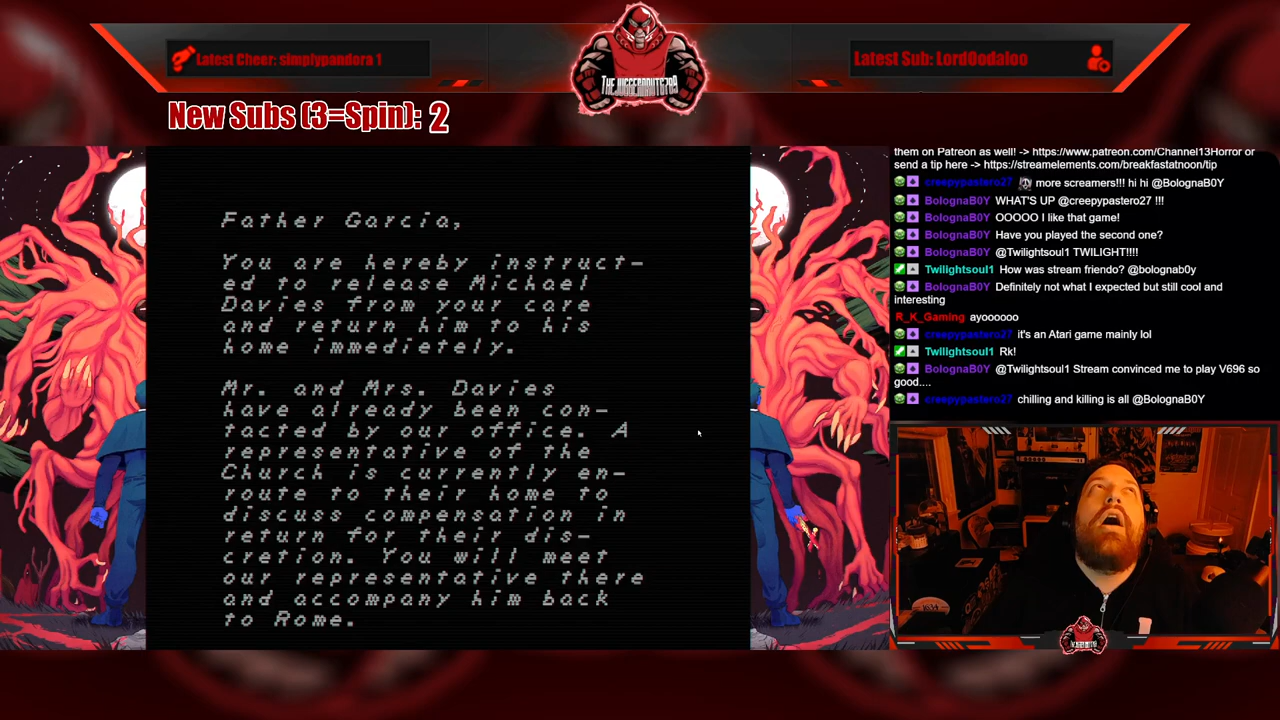 Latest Cheer: simplypandora 1
Latest Sub: LordOodaloo
THEJUGGERNAUT6789
New Subs (3=Spin): 2
Father Garcia,
You are hereby instruct-
ed to release Michael
Davies from your care
and return him to his
home immedietely.
Mr. and Mrs. Davies
have already been con-
tacted by our office. A
representative of the
Church is currently en-
route to their home to
discuss compensation in
return for their dis-
cretion. You will meet
our representative there
and accompany him back
to Rome.
them on Patreon as well! -> https://www.patreon.com/Channel13Horror or
send a tip here -> https://streamelements.com/breakfastatnoon/tip
creepypastero27 more screamers!!! hi hi @BolognaB0Y
BolognaB0Y WHAT'S UP @creepypastero27 !!!
BolognaB0Y OOOOO I like that game!
BolognaB0Y Have you played the second one?
BolognaB0Y @Twilightsoul1 TWILIGHT!!!!
Twilightsoul1 How was stream friendo? @bolognab0y
BolognaB0Y Definitely not what I expected but still cool and
interesting
R_K_Gaming ayoooooo
creepypastero27 it's an Atari game mainly lol
Twilightsoul1 Rk!
BolognaB0Y @Twilightsoul1 Stream convinced me to play V696 so
good....
creepypastero27 chilling and killing is all @BolognaB0Y